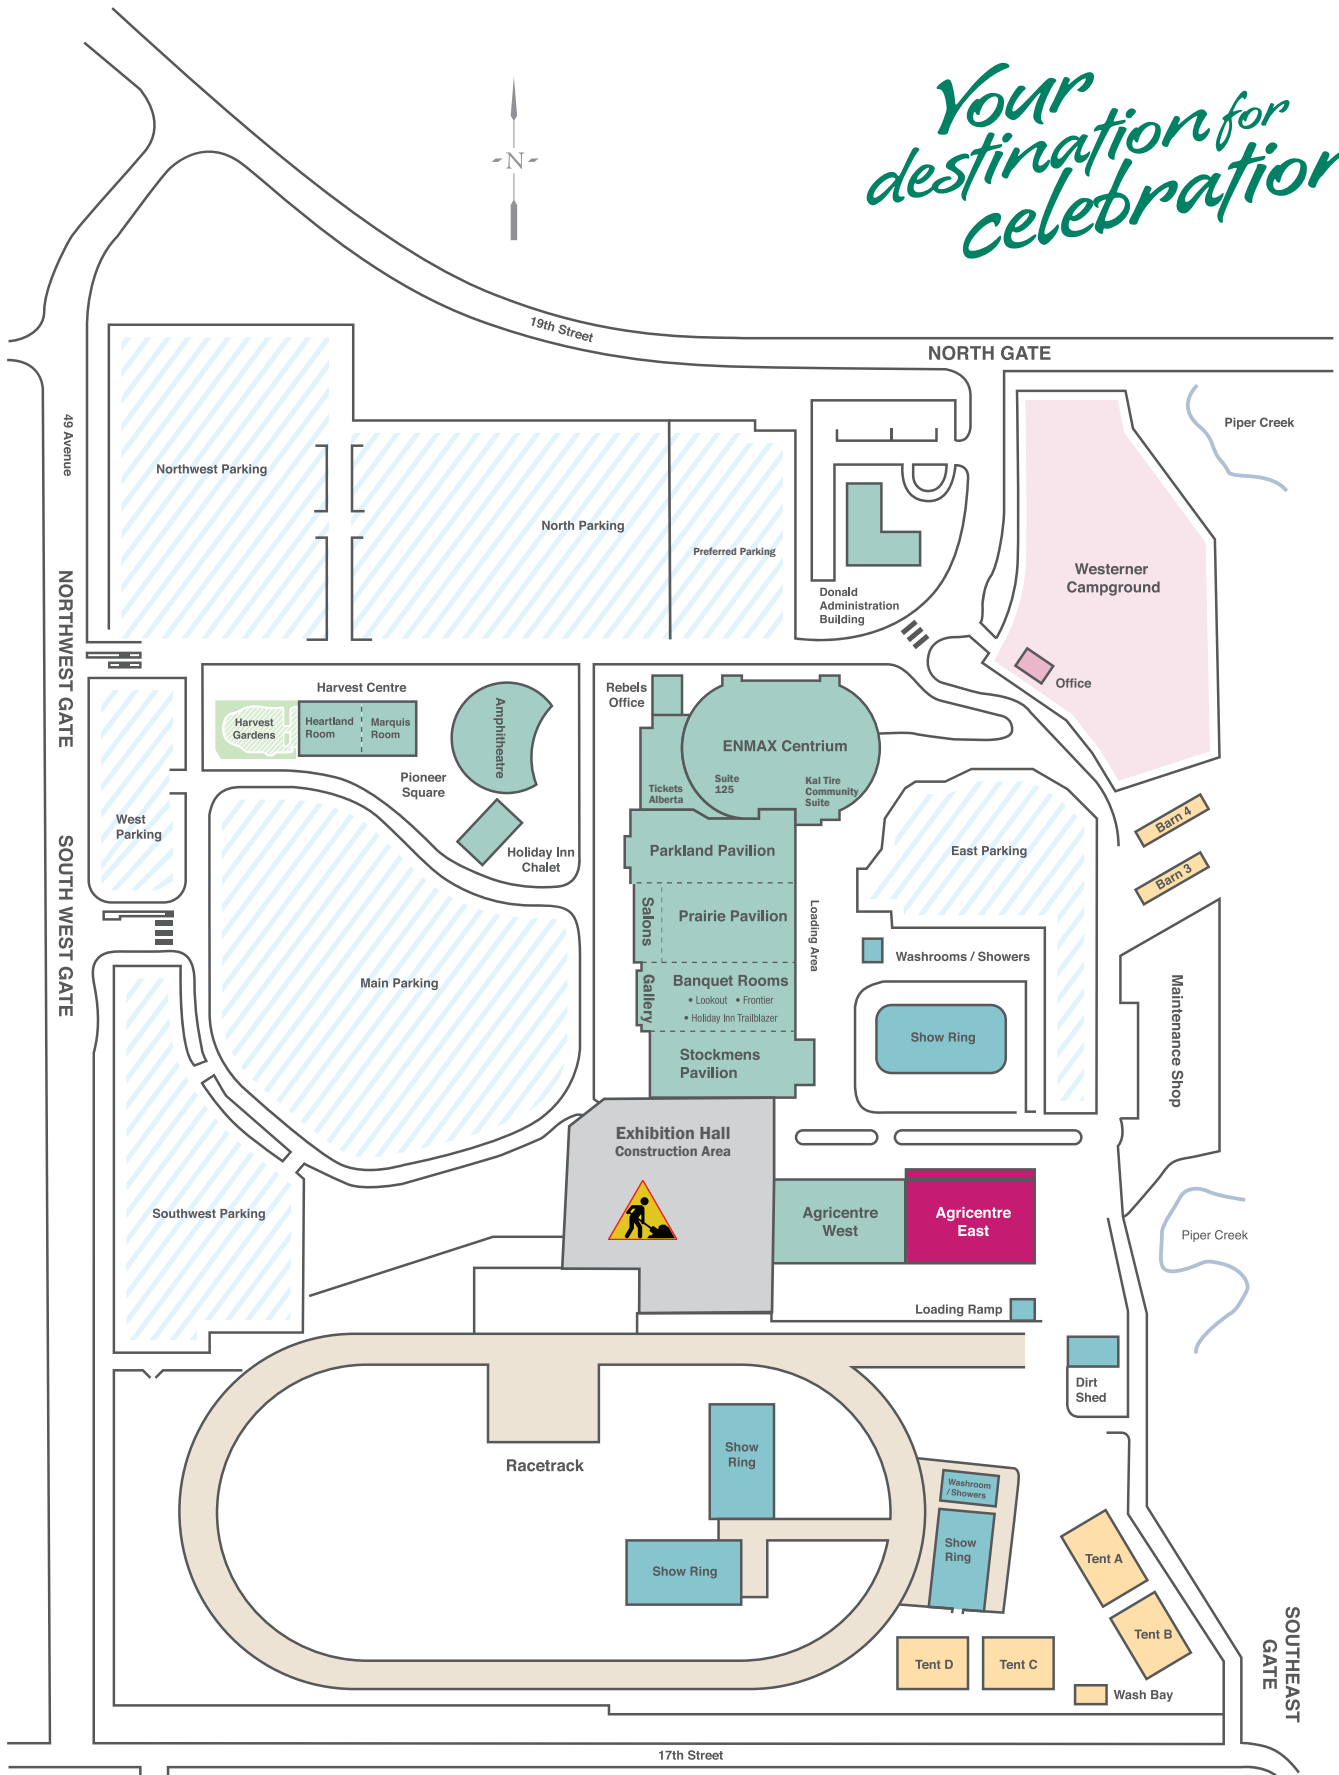 Your
destination for
celebration
N
19th Street
NORTH GATE
Piper Creek
49 Avenue
Northwest Parking
North Parking
Preferred Parking
Westerner
Campground
Donald
Administration
Building
NORTHWEST GATE
Office
Harvest Centre
Harvest
Gardens
Heartland
Room
Marquis
Room
Amphitheatre
Pioneer
Square
Holiday Inn
Chalet
Rebels
Office
ENMAX Centrium
Suite
125
Kal Tire
Community
Suite
Tickets
Alberta
West
Parking
SOUTH WEST GATE
Parkland Pavilion
East Parking
Barn 4
Barn 3
Salons
Prairie Pavilion
Loading Area
Washrooms / Showers
Main Parking
Gallery
Banquet Rooms
• Lookout • Frontier
• Holiday Inn Trailblazer
Show Ring
Maintenance Shop
Stockmens
Pavilion
Exhibition Hall
Construction Area
Southwest Parking
Agricentre
West
Agricentre
East
Piper Creek
Loading Ramp
Dirt
Shed
Racetrack
Show
Ring
Washroom
/ Showers
Show
Ring
Show Ring
Tent A
Tent B
Tent D
Tent C
Wash Bay
SOUTHEAST
GATE
17th Street